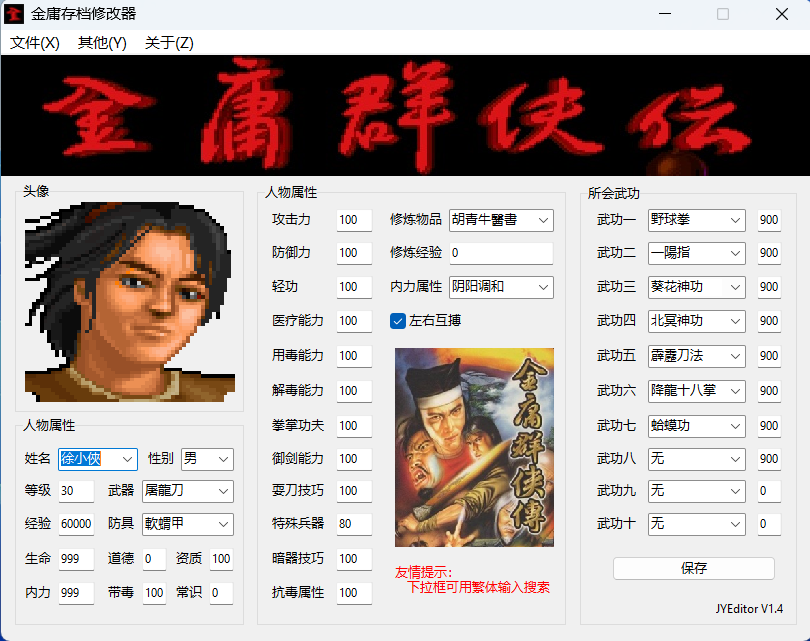 金庸存档修改器
文件(X) 其他(Y) 关于(Z)
金庸群侠传
头像
人物属性
姓名 徐小俠 性别 男
等级 30 武器 屠龍刀
经验 60000 防具 軟蝟甲
生命 999 道德 0 资质 100
内力 999 带毒 100 常识 0
人物属性
攻击力 100 修炼物品 胡青牛醫書
防御力 100 修炼经验 0
轻功 100 内力属性 阴阳调和
医疗能力 100 左右互搏
用毒能力 100
解毒能力 100
拳掌功夫 100
御剑能力 100
耍刀技巧 100
特殊兵器 80
暗器技巧 100
抗毒属性 100
金庸群俠傳
友情提示:
下拉框可用繁体输入搜索
所会武功
武功一 野球拳 900
武功二 一陽指 900
武功三 葵花神功 900
武功四 北冥神功 900
武功五 霹靂刀法 900
武功六 降龍十八掌 900
武功七 蛤蟆功 900
武功八 无 900
武功九 无 0
武功十 无 0
保存
JYEditor V1.4